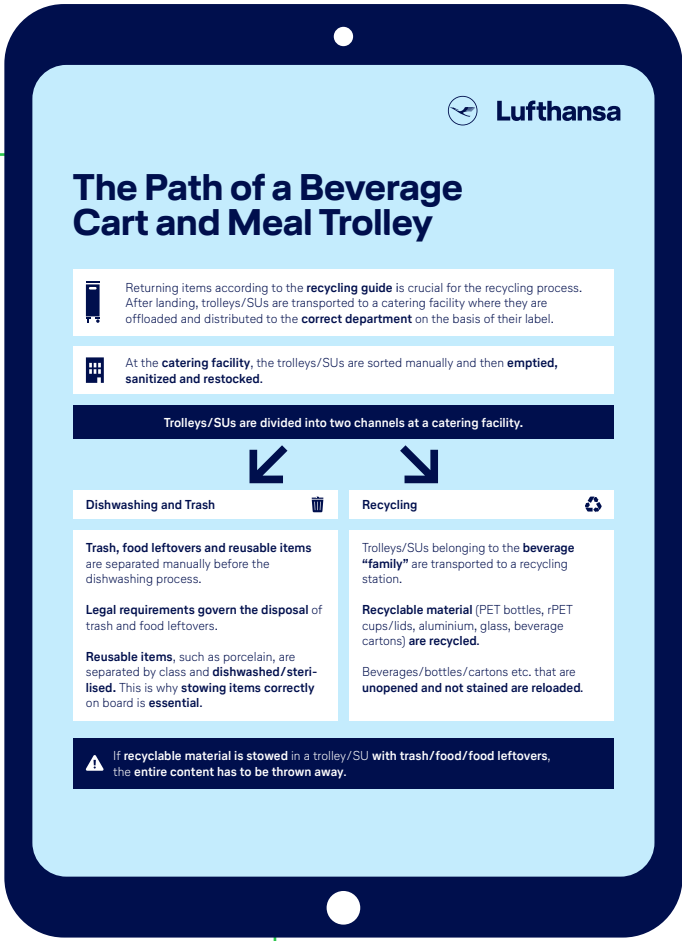 Lufthansa
The Path of a Beverage
Cart and Meal Trolley
Returning items according to the recycling guide is crucial for the recycling process.
After landing, trolleys/SUs are transported to a catering facility where they are
offloaded and distributed to the correct department on the basis of their label.
At the catering facility, the trolleys/SUs are sorted manually and then emptied,
sanitized and restocked.
Trolleys/SUs are divided into two channels at a catering facility.
Dishwashing and Trash
Trash, food leftovers and reusable items
are separated manually before the
dishwashing process.
Legal requirements govern the disposal of
trash and food leftovers.
Reusable items, such as porcelain, are
separated by class and dishwashed/steri-
lised. This is why stowing items correctly
on board is essential.
Recycling
Trolleys/SUs belonging to the beverage
“family” are transported to a recycling
station.
Recyclable material (PET bottles, rPET
cups/lids, aluminium, glass, beverage
cartons) are recycled.
Beverages/bottles/cartons etc. that are
unopened and not stained are reloaded.
If recyclable material is stowed in a trolley/SU with trash/food/food leftovers,
the entire content has to be thrown away.